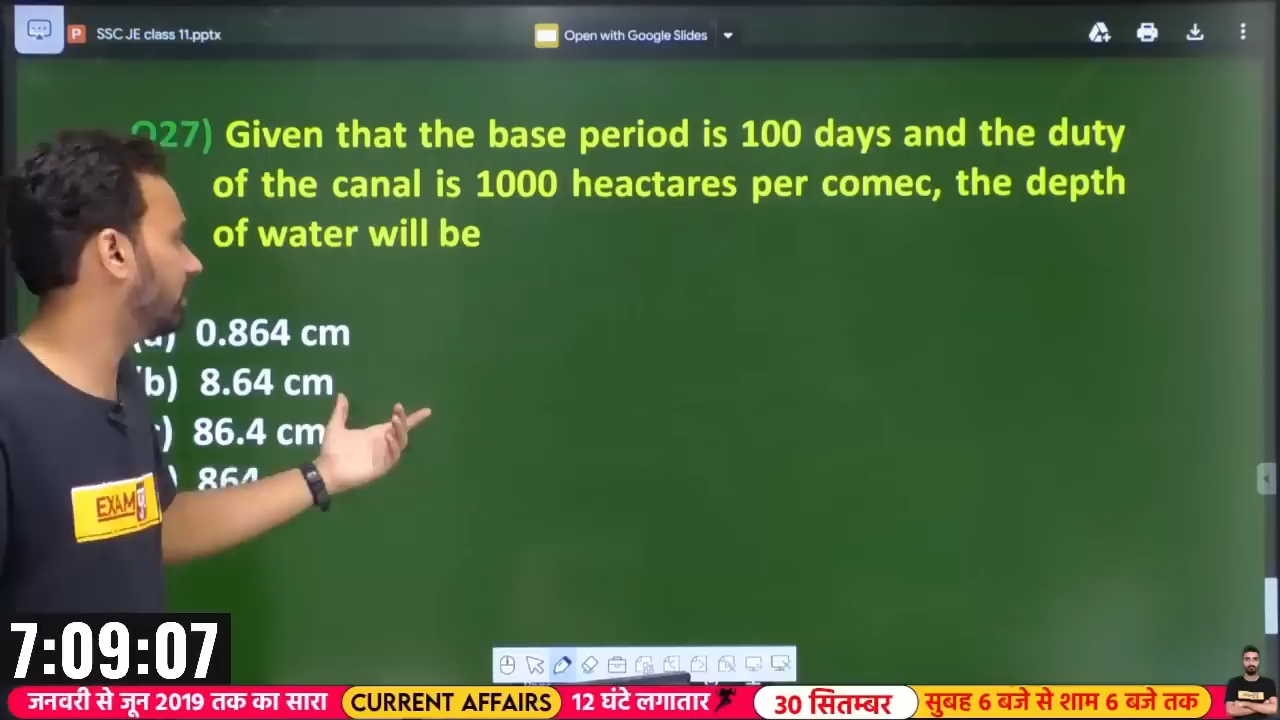 SSC JE class 11.pptx
Open with Google Slides
Q27) Given that the base period is 100 days and the duty
of the canal is 1000 heactares per comec, the depth
of water will be
0.864 cm
(b) 8.64 cm
86.4 cm
864
EXAM
7:09:07
जनवरी से जून 2019 तक का सारा CURRENT AFFAIRS 12 घंटे लगातार 30 सितम्बर सुबह 6 बजे से शाम 6 बजे तक